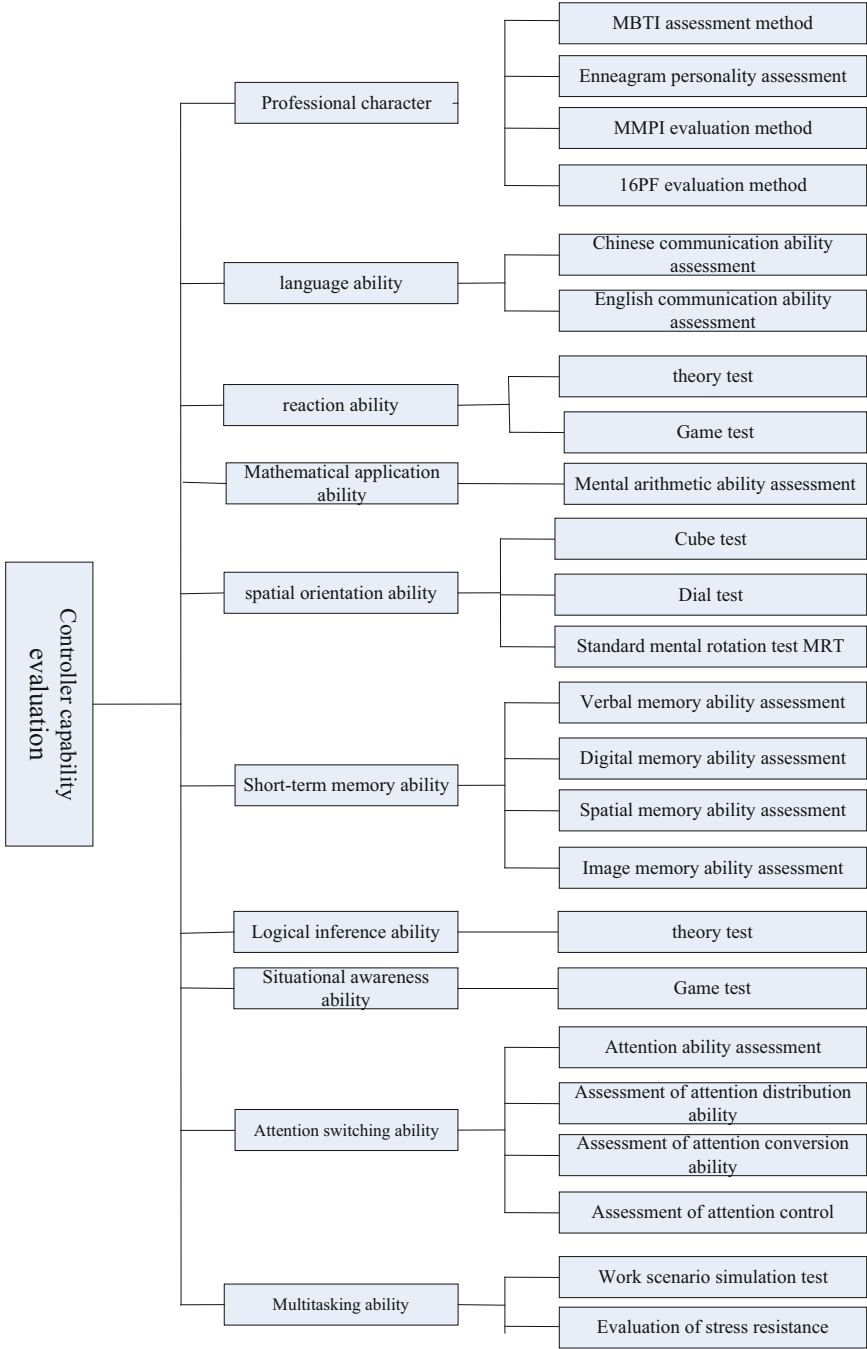 Controller capability
evaluation
Professional character
MBTI assessment method
Enneagram personality assessment
MMPI evaluation method
16PF evaluation method
language ability
Chinese communication ability
assessment
English communication ability
assessment
reaction ability
theory test
Game test
Mathematical application
ability
Mental arithmetic ability assessment
spatial orientation ability
Cube test
Dial test
Standard mental rotation test MRT
Short-term memory ability
Verbal memory ability assessment
Digital memory ability assessment
Spatial memory ability assessment
Image memory ability assessment
Logical inference ability
theory test
Situational awareness
ability
Game test
Attention switching ability
Attention ability assessment
Assessment of attention distribution
ability
Assessment of attention conversion
ability
Assessment of attention control
Multitasking ability
Work scenario simulation test
Evaluation of stress resistance